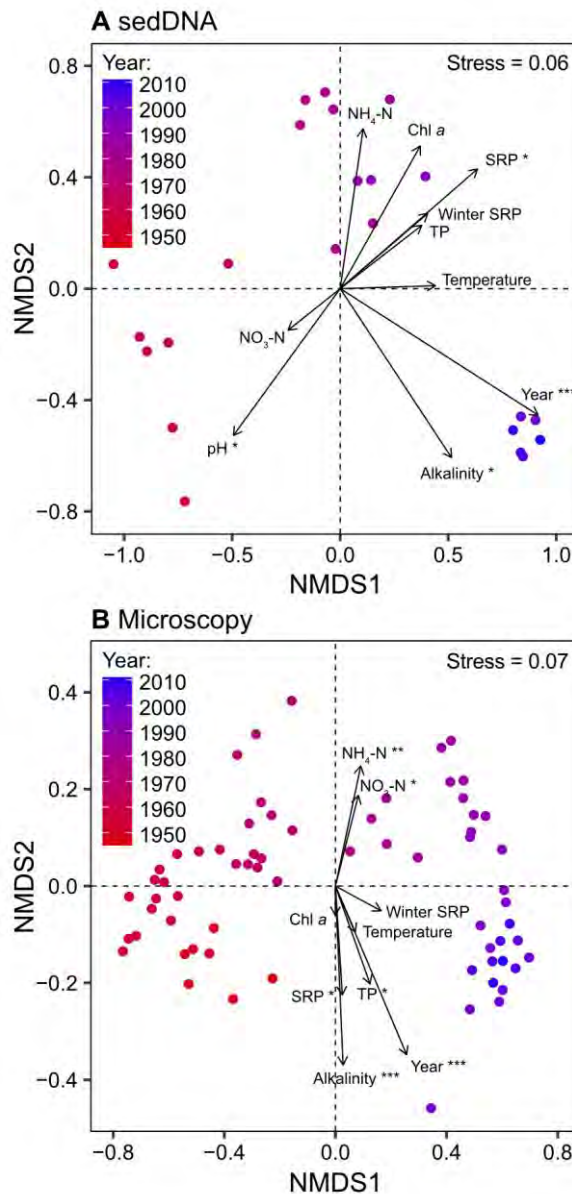 A sedDNA
Year:
Stress = 0.06
2010
2000
1990
1980
1970
1960
1950
NH₄-N
Chl a
SRP *
Winter SRP
TP
Temperature
NO₃-N
pH *
Year ***
Alkalinity *
NMDS2
0.8
0.4
0.0
−0.4
−0.8
−1.0
−0.5
0.0
0.5
1.0
NMDS1
B Microscopy
Year:
Stress = 0.07
2010
2000
1990
1980
1970
1960
1950
NH₄-N **
NO₃-N *
Chl a
Winter SRP
Temperature
SRP *
TP *
Year ***
Alkalinity ***
NMDS2
0.4
0.2
0.0
−0.2
−0.4
−0.8
−0.4
0.0
0.4
0.8
NMDS1